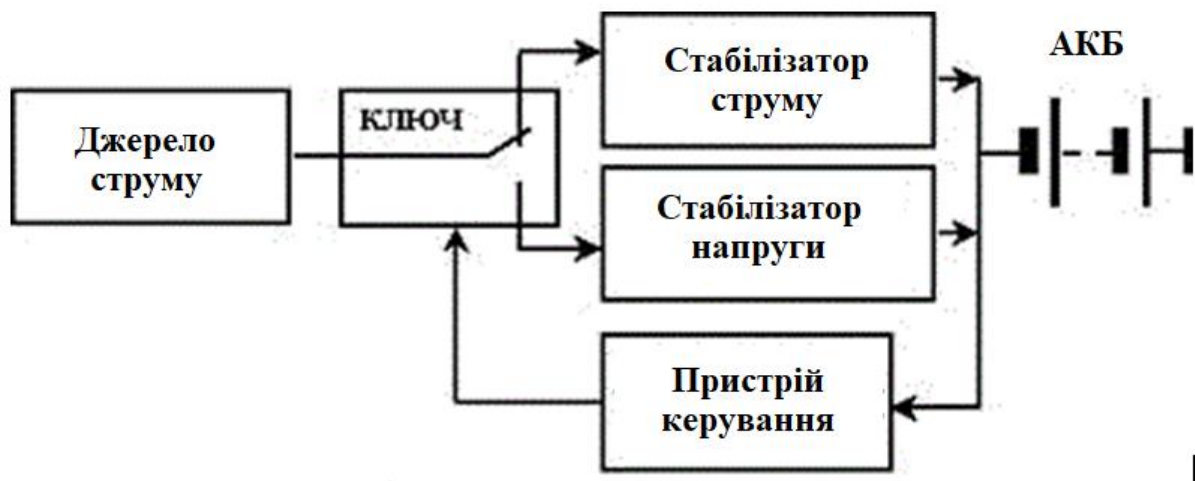 Джерело
струму
ключ
Стабілізатор
струму
Стабілізатор
напруги
Пристрій
керування
АКБ